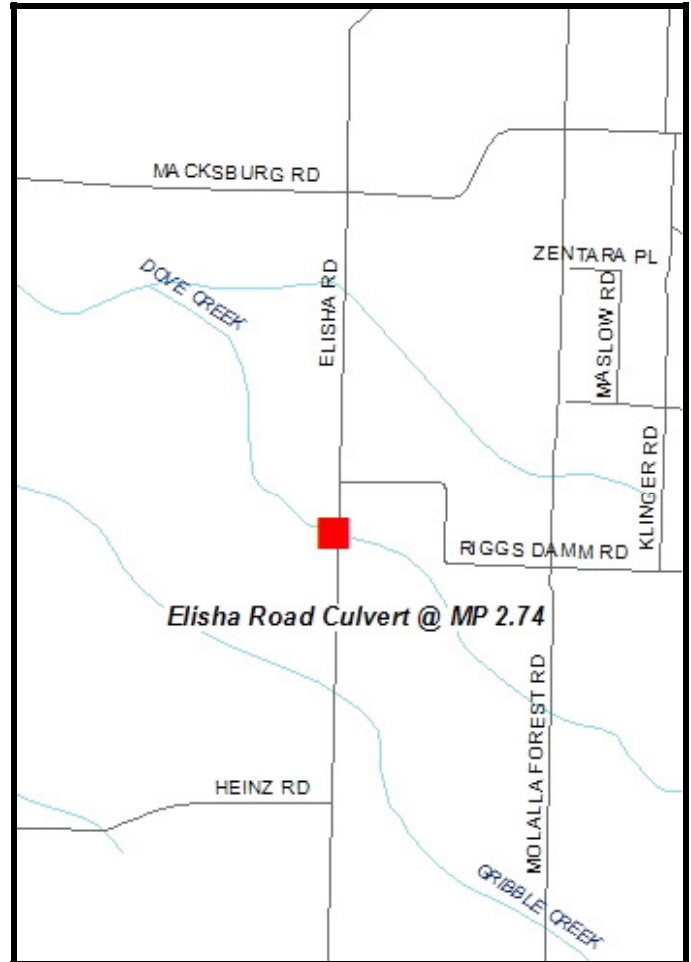 MACKSBURG RD
ZENTARA PL
DOVE CREEK
ELISHA RD
MASLOW RD
KLINGER RD
RIGGS DAMM RD
Elisha Road Culvert @ MP 2.74
MOLALLA FOREST RD
HEINZ RD
GRIBBLE CREEK